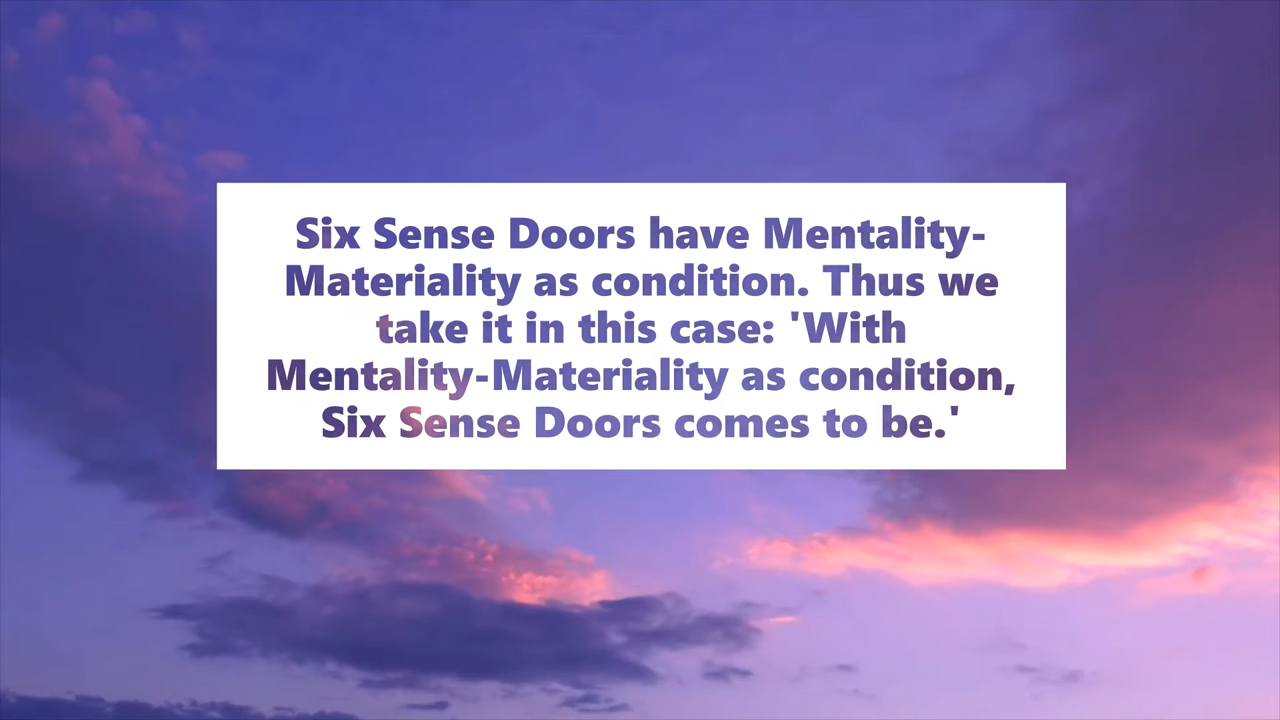 Six Sense Doors have Mentality-
Materiality as condition. Thus we
take it in this case: 'With
Mentality-Materiality as condition,
Six Sense Doors comes to be.'